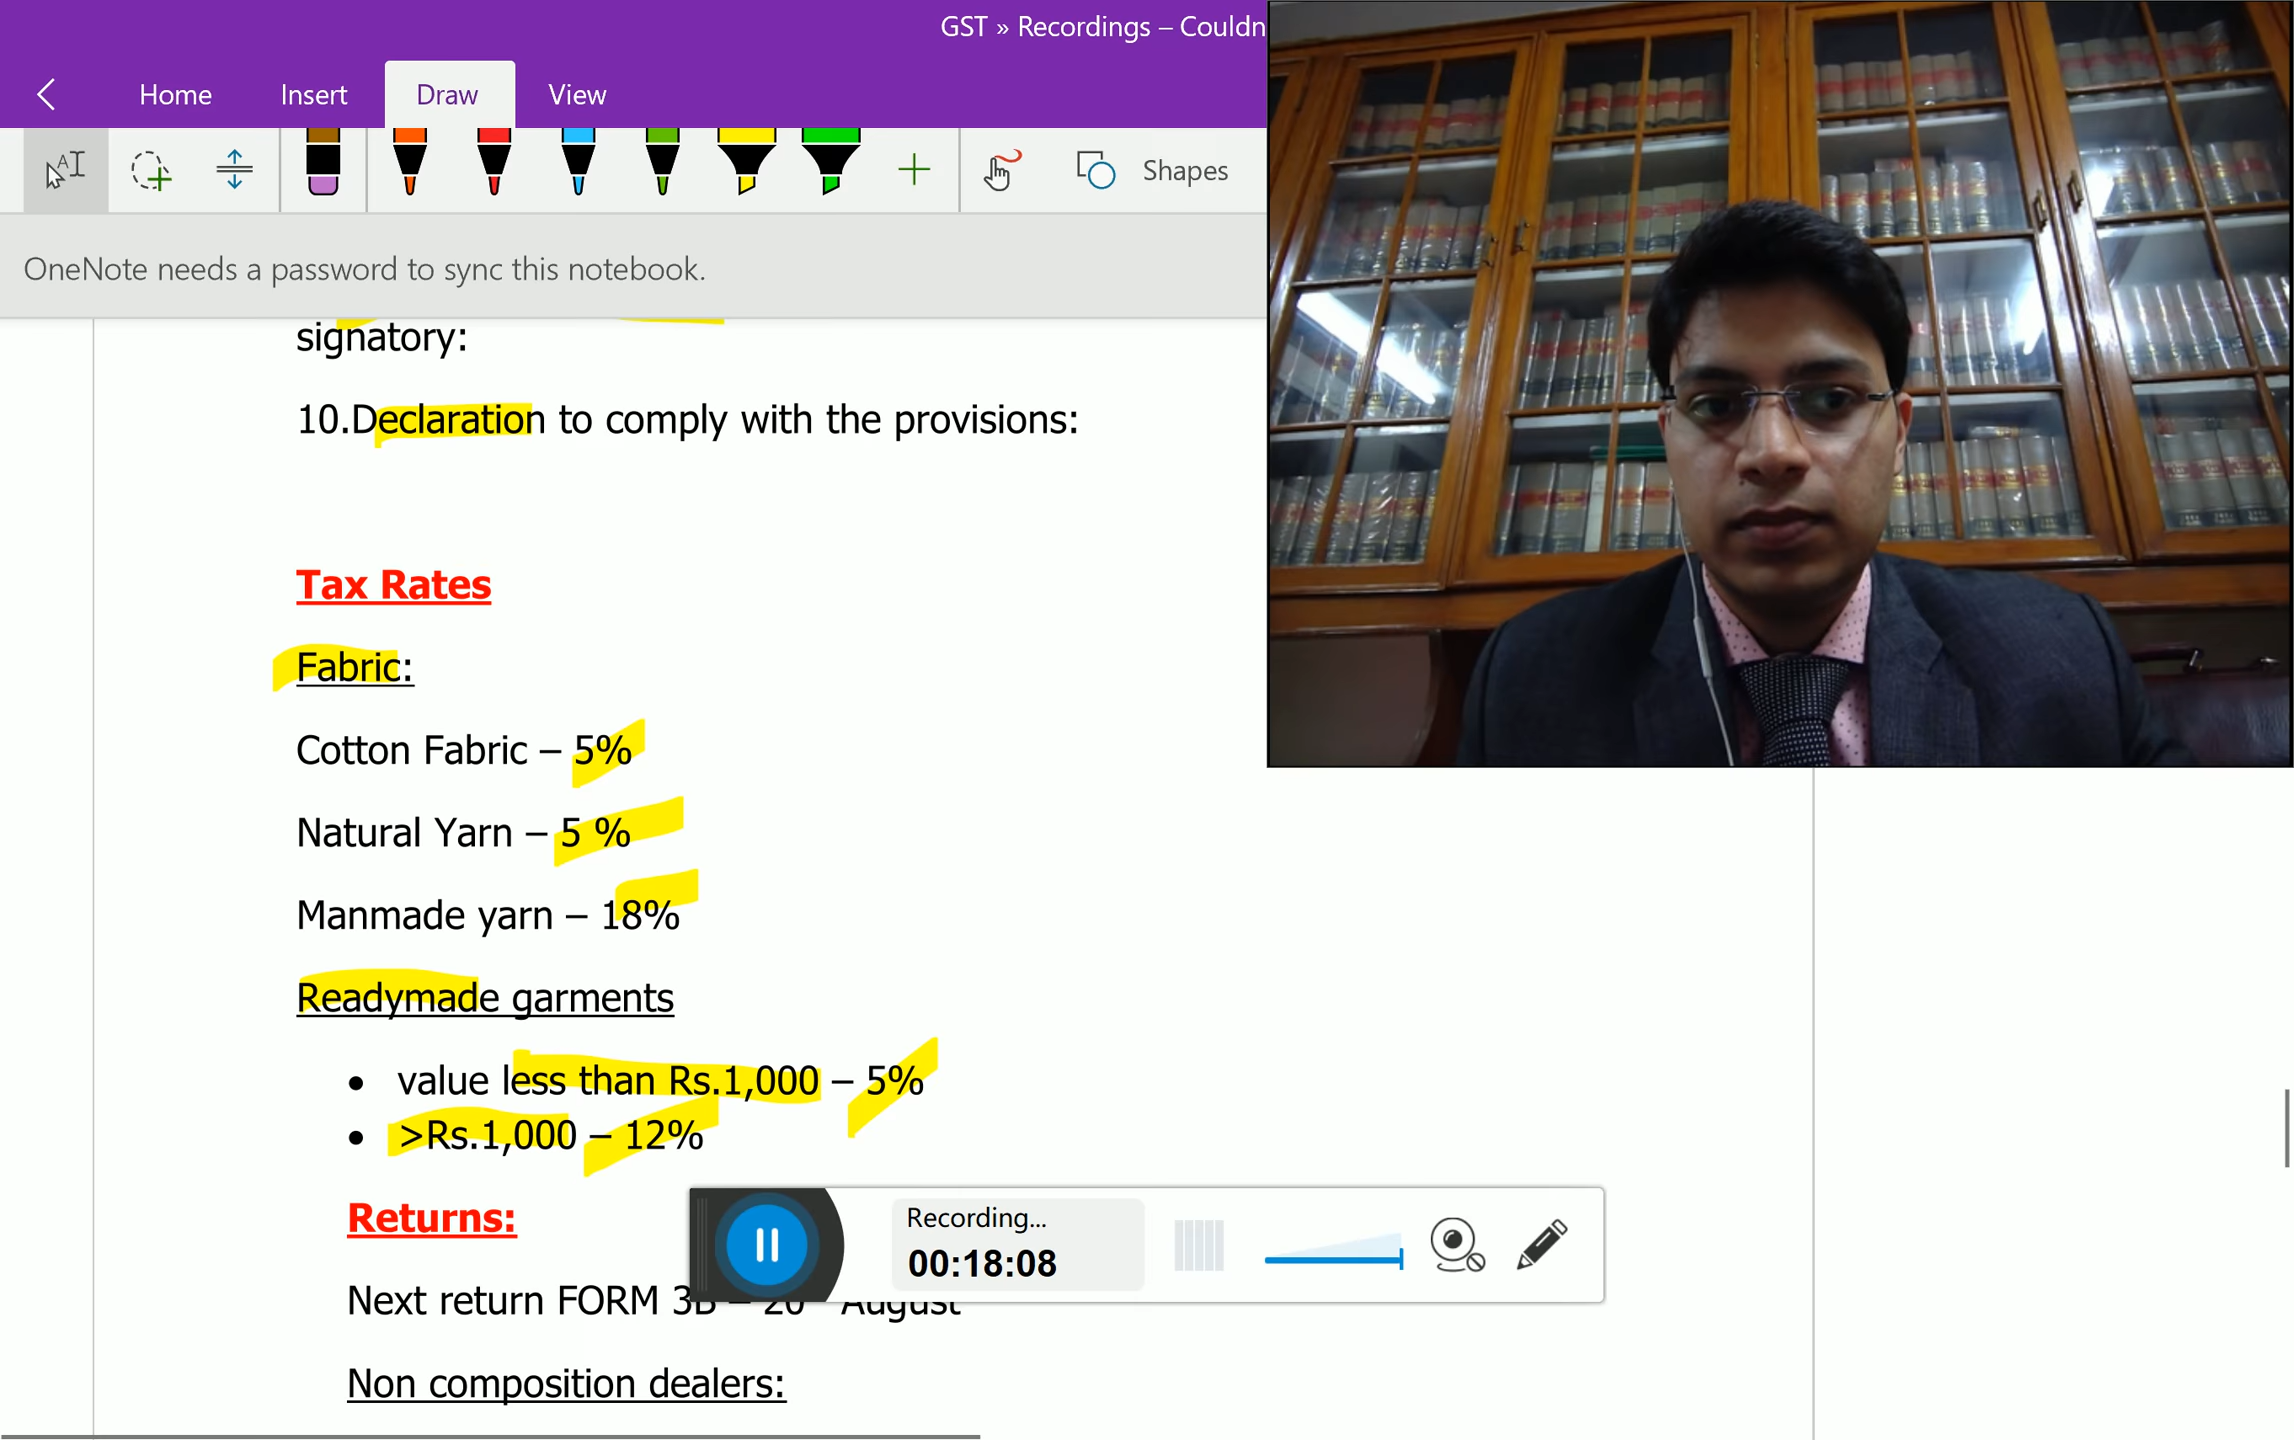 GST » Recordings – Couldn
Home Insert Draw View
Shapes
OneNote needs a password to sync this notebook.
signatory:
10.Declaration to comply with the provisions:
Tax Rates
Fabric:
Cotton Fabric – 5%
Natural Yarn – 5 %
Manmade yarn – 18%
Readymade garments
• value less than Rs.1,000 – 5%
• >Rs.1,000 – 12%
Returns:
Recording...
00:18:08
Next return FORM 3B – 20 August
Non composition dealers: